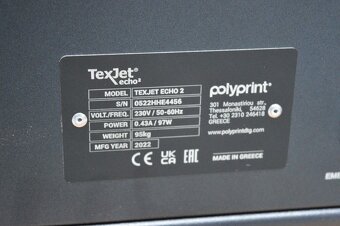 TexJet®
echo²
MODEL TEXJET ECHO 2
S/N 0522HHE4456
VOLT./FREQ. 230V / 50-60Hz
POWER 0.43A / 97W
WEIGHT 95kg
MFG YEAR 2022
CE UK CA EAC
polyprint
301 Monastiriou str,
Thessaloniki, 54628
Tel. +30 2310 246418
GREECE
www.polyprintdtg.com
MADE IN GREECE